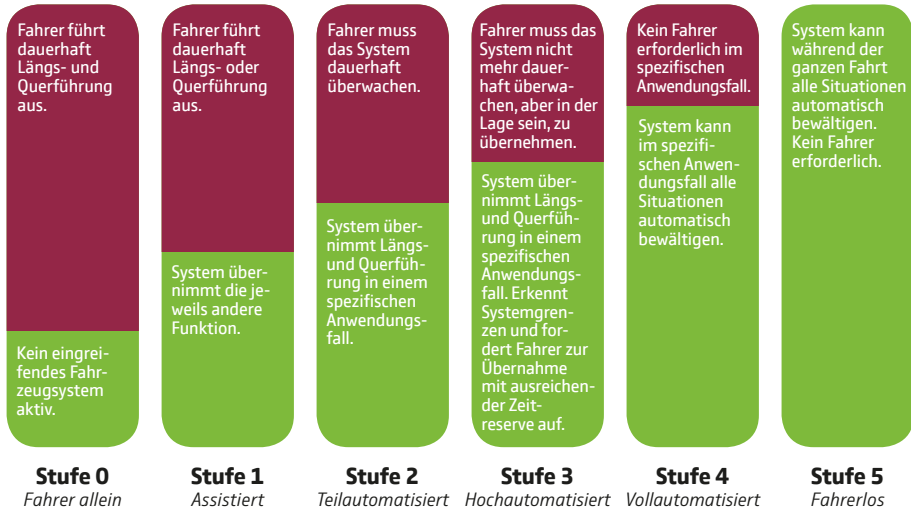 Fahrer führt
dauerhaft
Längs- und
Querführung
aus.
Kein eingrei-
fendes Fahr-
zeugsystem
aktiv.
Stufe 0
Fahrer allein
Fahrer führt
dauerhaft
Längs- oder
Querführung
aus.
System über-
nimmt die je-
weils andere
Funktion.
Stufe 1
Assistiert
Fahrer muss
das System
dauerhaft
überwachen.
System über-
nimmt Längs-
und Querfüh-
rung in einem
spezifischen
Anwendungs-
fall.
Stufe 2
Teilautomatisiert
Fahrer muss das
System nicht
mehr dauer-
haft überwa-
chen, aber in der
Lage sein, zu
übernehmen.
System über-
nimmt Längs-
und Querfüh-
rung in einem
spezifischen
Anwendungs-
fall. Erkennt
Systemgren-
zen und for-
dert Fahrer zur
Übernahme
mit ausreichen-
der Zeit-
reserve auf.
Stufe 3
Hochautomatisiert
Kein Fahrer
erforderlich im
spezifischen
Anwendungsfall.
System kann
im spezifi-
schen Anwen-
dungsfall alle
Situationen
automatisch
bewältigen.
Stufe 4
Vollautomatisiert
System kann
während der
ganzen Fahrt
alle Situationen
automatisch
bewältigen.
Kein Fahrer
erforderlich.
Stufe 5
Fahrerlos